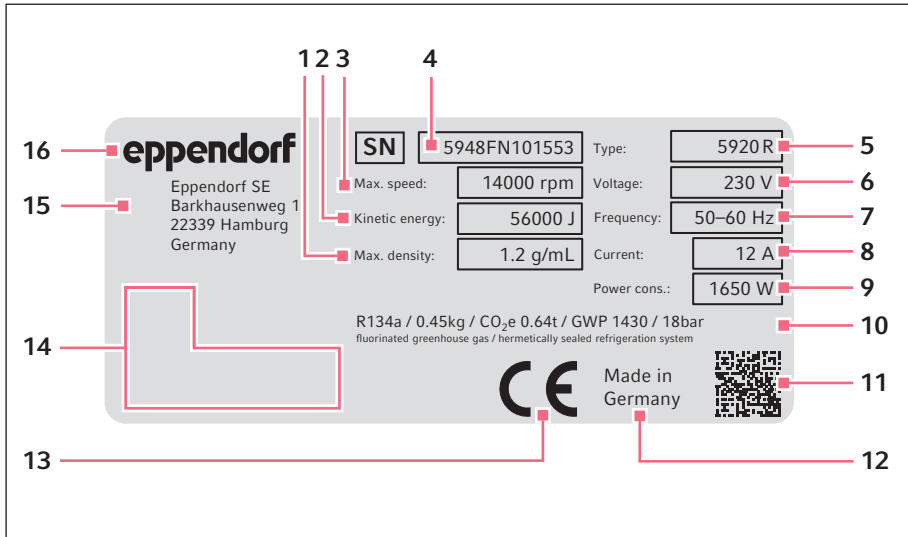 1 2 3 4
16 eppendorf SN 5948FN101553 Type: 5920 R 5
15 Eppendorf SE Max. speed: 14000 rpm Voltage: 230 V 6
Barkhausenweg 1
22339 Hamburg Kinetic energy: 56000 J Frequency: 50–60 Hz 7
Germany
Max. density: 1.2 g/mL Current: 12 A 8
Power cons.: 1650 W 9
14 R134a / 0.45kg / CO₂e 0.64t / GWP 1430 / 18bar 10
fluorinated greenhouse gas / hermetically sealed refrigeration system
CE Made in 11
Germany
13 12